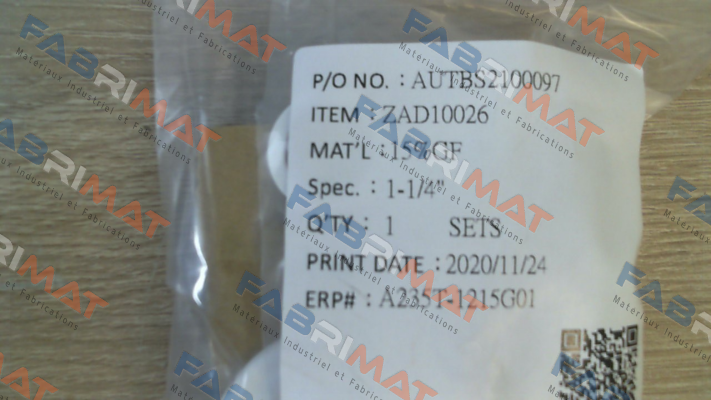 P/O NO. : AUTBS2100097
ITEM : ZAD10026
MAT'L : 15%GF
Spec. : 1-1/4"
Q'TY : 1 SETS
PRINT DATE : 2020/11/24
ERP# : A235T-1215G01
FABRIMAT
Materiaux Industriel et Fabrications